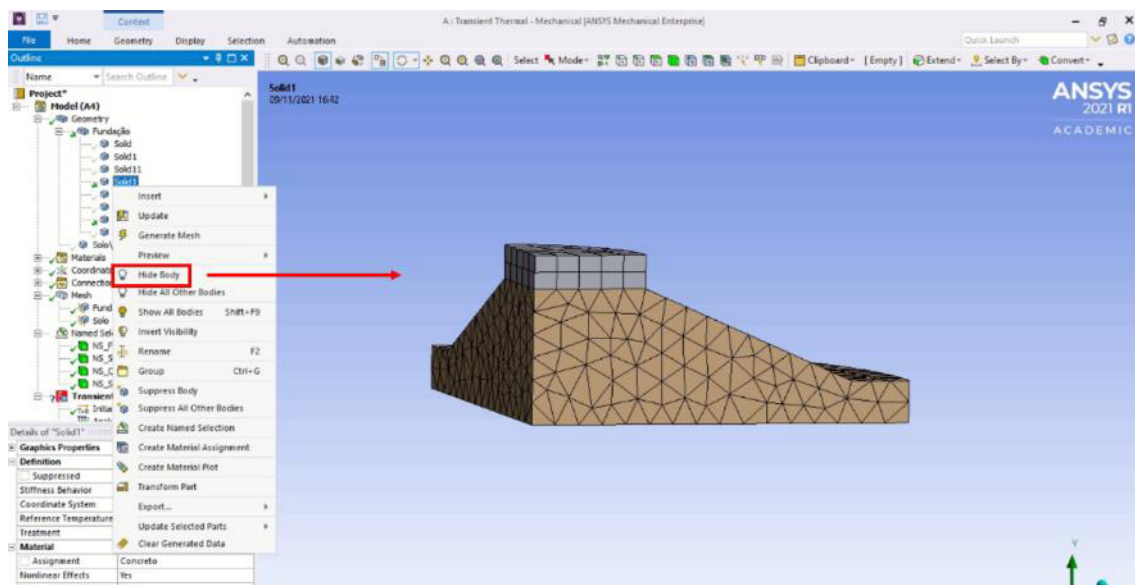 Context
A : Transient Thermal - Mechanical [ANSYS Mechanical Enterprise]
File Home Geometry Display Selection Automation
Quick Launch
Outline
Select Mode Clipboard [Empty] Extend Select By Convert
Name Search Outline
Project*
Model (A4)
Geometry
Fundação
Solid
Solid1
Solid11
Solid1
Solo\
Materials
Coordinat
Connectio
Mesh
Fund
Solo
Named Sel
NS_F
NS_S
NS_C
NS_S
Transient
Initia
Insert
Update
Generate Mesh
Preview
Hide Body
Hide All Other Bodies
Show All Bodies Shift+F9
Invert Visibility
Rename F2
Group Ctrl+G
Suppress Body
Suppress All Other Bodies
Create Named Selection
Create Material Assignment
Create Material Plot
Transform Part
Export...
Update Selected Parts
Clear Generated Data
Details of "Solid1"
Graphics Properties
Definition
Suppressed
Stiffness Behavior
Coordinate System
Reference Temperature
Treatment
Material
Assignment Concreto
Nonlinear Effects Yes
Solid1
09/11/2021 16:42
ANSYS
2021 R1
ACADEMIC
Y